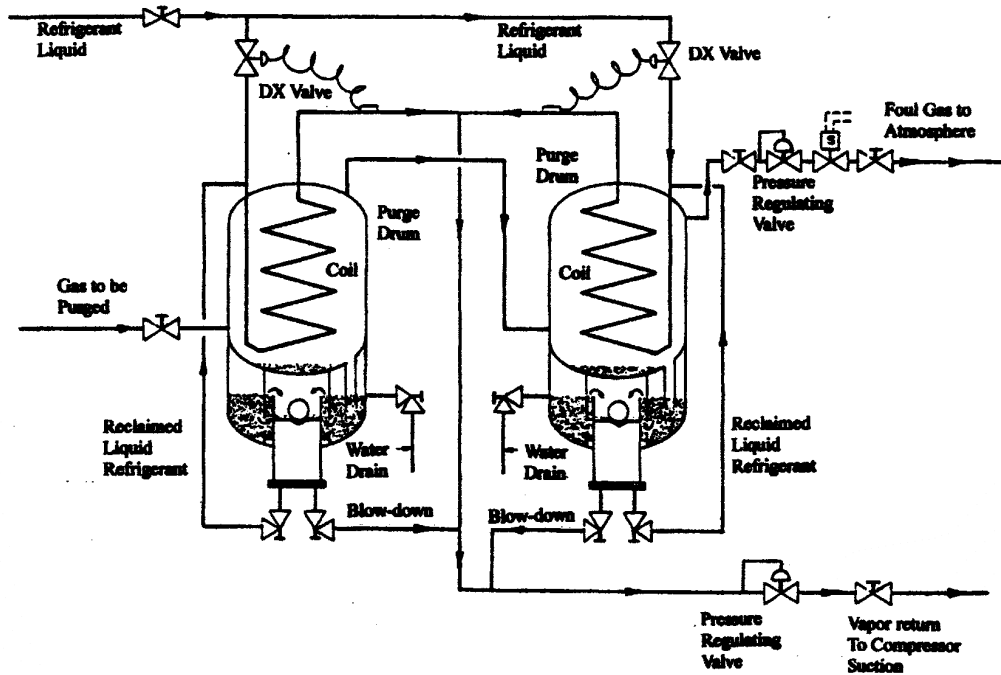 Refrigerant
Liquid
Refrigerant
Liquid
DX Valve
DX Valve
Foul Gas to
Atmosphere
S
Pressure
Regulating
Valve
Purge
Drum
Purge
Drum
Coil
Coil
Gas to be
Purged
Reclaimed
Liquid
Refrigerant
Water
Drain
Water
Drain
Reclaimed
Liquid
Refrigerant
Blow-down
Blow-down
Pressure
Regulating
Valve
Vapor return
To Compressor
Suction